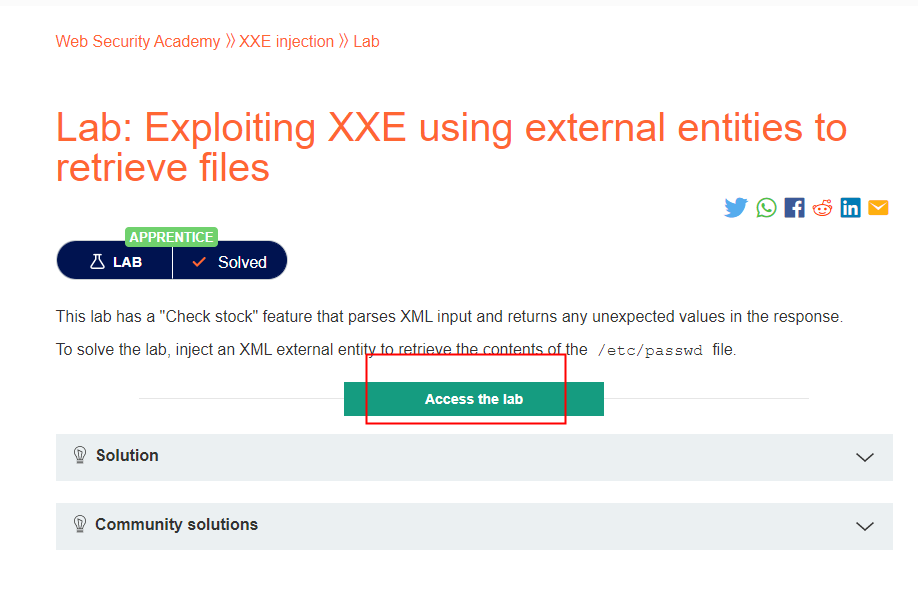 Web Security Academy » XXE injection » Lab
Lab: Exploiting XXE using external entities to
retrieve files
APPRENTICE
LAB
Solved
This lab has a "Check stock" feature that parses XML input and returns any unexpected values in the response.
To solve the lab, inject an XML external entity to retrieve the contents of the /etc/passwd file.
Access the lab
Solution
Community solutions